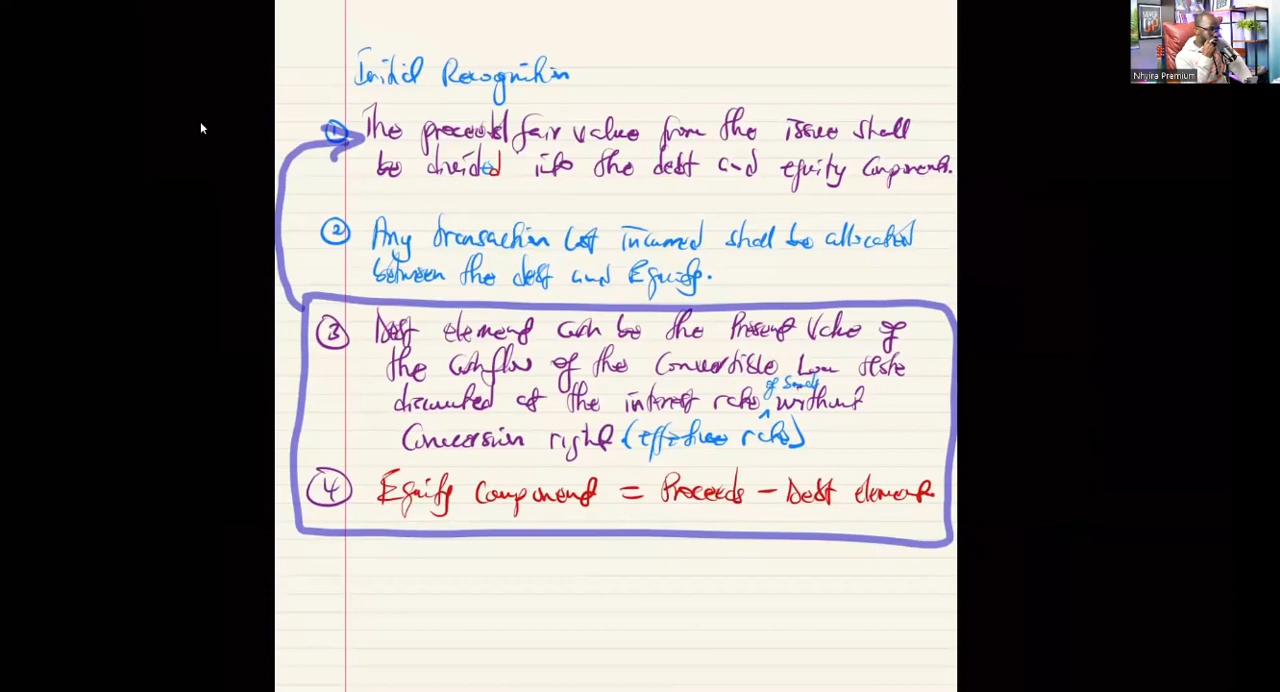 Initial Recognition
① The proceeds/fair value from the issue shall
be divided into the debt and equity components.
② Any transaction cost incurred shall be allocated
between the debt and Equity.
③ Debt element will be the Present Value of
the cashflow of the Convertible Loan
discounted at the interest rate of similar without
Conversion right (effective rate)
④ Equity Component = Proceeds - Debt element.
Nhyira Premium